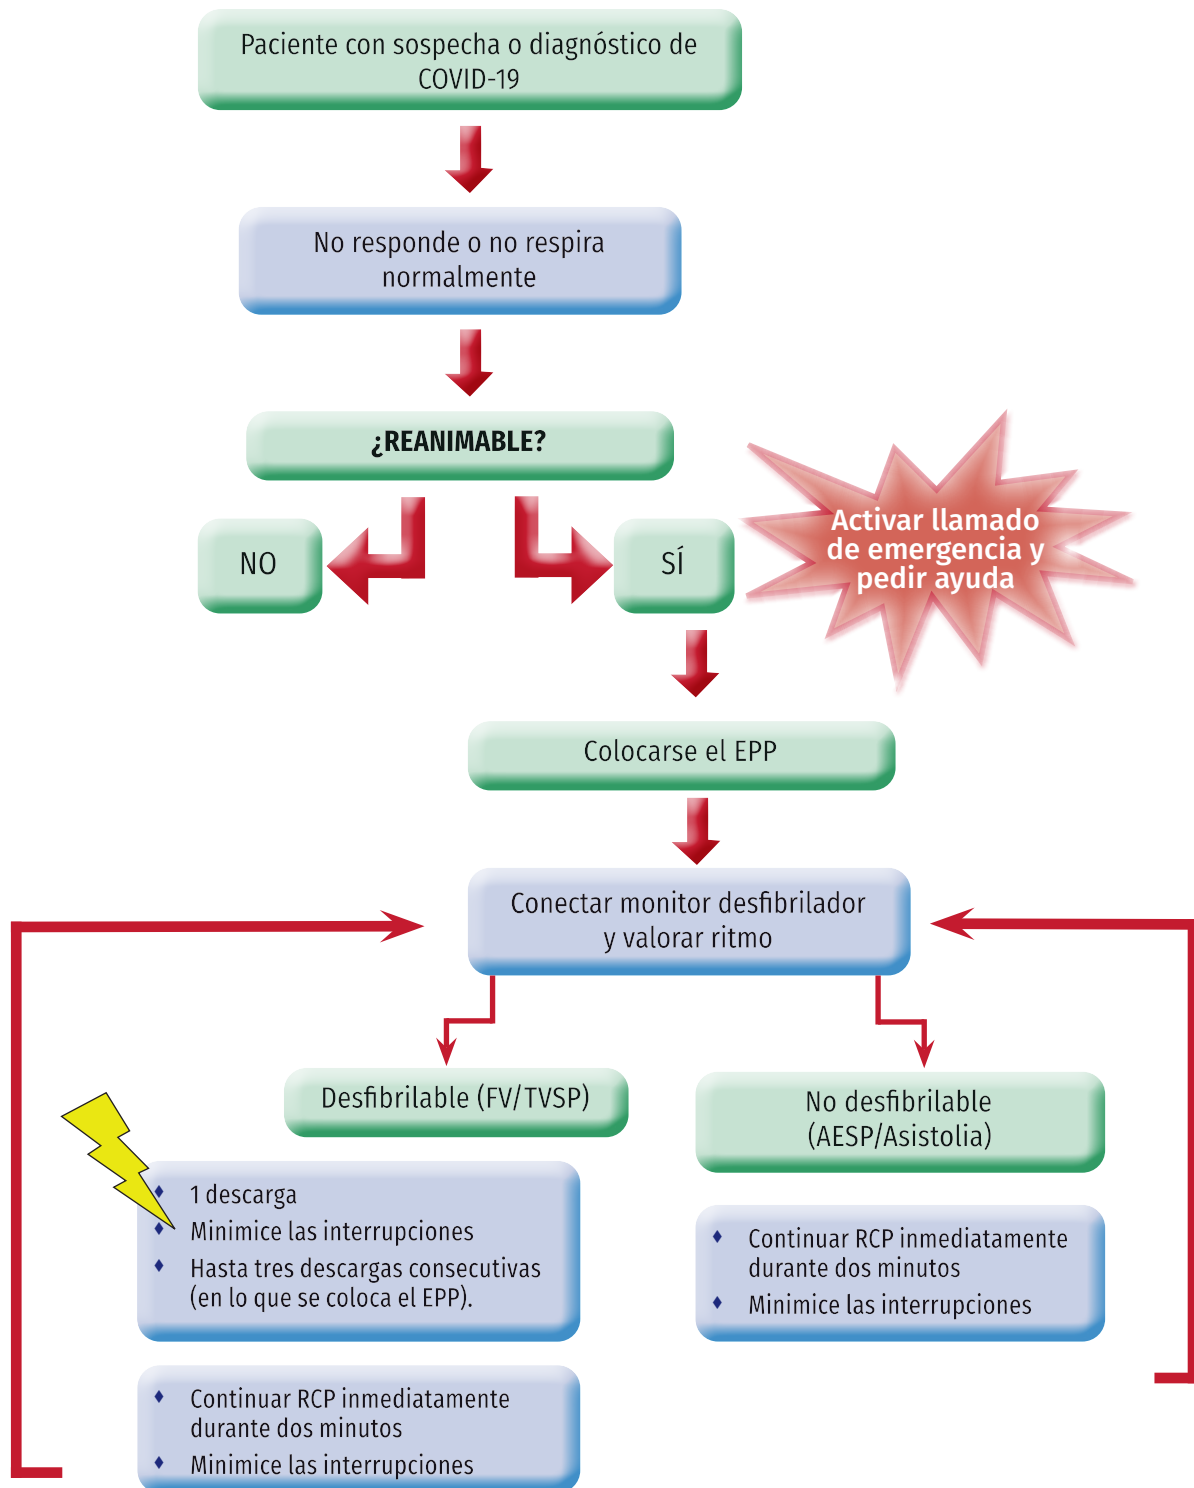 Paciente con sospecha o diagnóstico de
COVID-19
No responde o no respira
normalmente
¿REANIMABLE?
NO
SÍ
Activar llamado
de emergencia y
pedir ayuda
Colocarse el EPP
Conectar monitor desfibrilador
y valorar ritmo
Desfibrilable (FV/TVSP)
♦ 1 descarga
♦ Minimice las interrupciones
♦ Hasta tres descargas consecutivas
(en lo que se coloca el EPP).
♦ Continuar RCP inmediatamente
durante dos minutos
♦ Minimice las interrupciones
No desfibrilable
(AESP/Asistolia)
♦ Continuar RCP inmediatamente
durante dos minutos
♦ Minimice las interrupciones